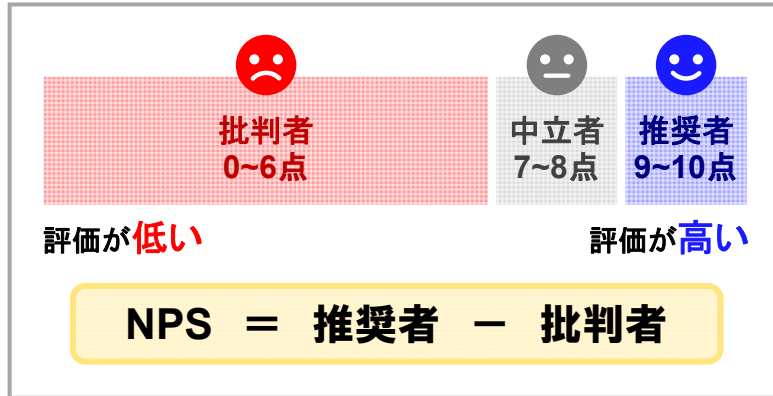 批判者
0~6点
中立者
7~8点
推奨者
9~10点
評価が低い
評価が高い
NPS ＝ 推奨者 － 批判者